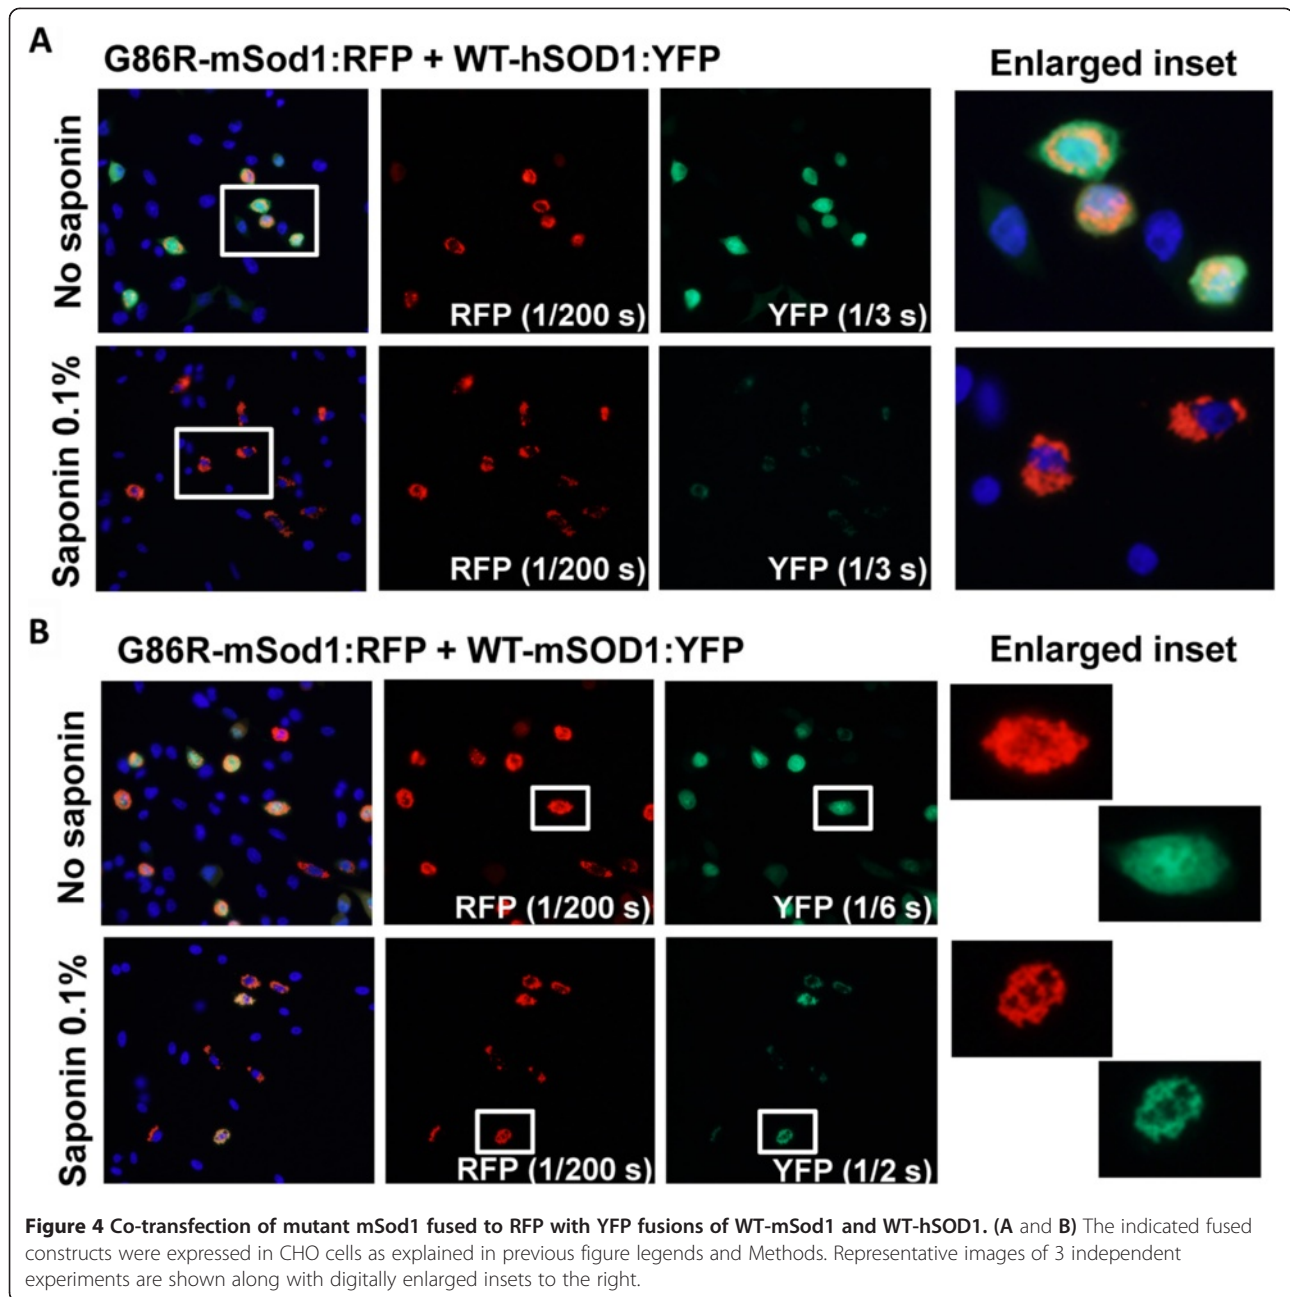 A
G86R-mSod1:RFP + WT-hSOD1:YFP
Enlarged inset
No saponin
RFP (1/200 s)
YFP (1/3 s)
Saponin 0.1%
RFP (1/200 s)
YFP (1/3 s)
B
G86R-mSod1:RFP + WT-mSOD1:YFP
Enlarged inset
No saponin
RFP (1/200 s)
YFP (1/6 s)
Saponin 0.1%
RFP (1/200 s)
YFP (1/2 s)
Figure 4 Co-transfection of mutant mSod1 fused to RFP with YFP fusions of WT-mSod1 and WT-hSOD1. (A and B) The indicated fused
constructs were expressed in CHO cells as explained in previous figure legends and Methods. Representative images of 3 independent
experiments are shown along with digitally enlarged insets to the right.